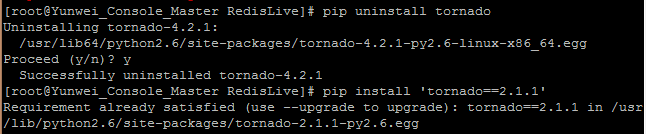 [root@Yunwei_Console_Master RedisLive]# pip uninstall tornado
Uninstalling tornado-4.2.1:
  /usr/lib64/python2.6/site-packages/tornado-4.2.1-py2.6-linux-x86_64.egg
Proceed (y/n)? y
  Successfully uninstalled tornado-4.2.1
[root@Yunwei_Console_Master RedisLive]# pip install 'tornado==2.1.1'
Requirement already satisfied (use --upgrade to upgrade): tornado==2.1.1 in /usr
/lib/python2.6/site-packages/tornado-2.1.1-py2.6.egg